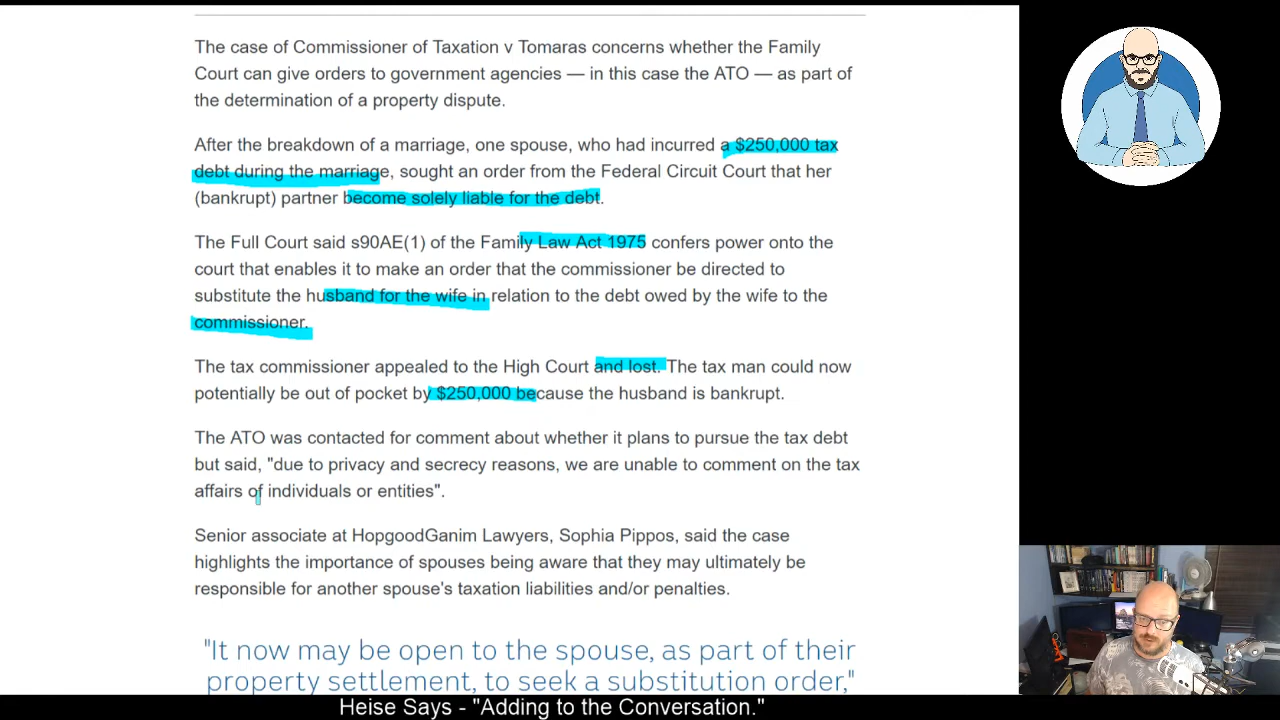 The case of Commissioner of Taxation v Tomaras concerns whether the Family
Court can give orders to government agencies — in this case the ATO — as part of
the determination of a property dispute.
After the breakdown of a marriage, one spouse, who had incurred a $250,000 tax
debt during the marriage, sought an order from the Federal Circuit Court that her
(bankrupt) partner become solely liable for the debt.
The Full Court said s90AE(1) of the Family Law Act 1975 confers power onto the
court that enables it to make an order that the commissioner be directed to
substitute the husband for the wife in relation to the debt owed by the wife to the
commissioner.
The tax commissioner appealed to the High Court and lost. The tax man could now
potentially be out of pocket by $250,000 because the husband is bankrupt.
The ATO was contacted for comment about whether it plans to pursue the tax debt
but said, "due to privacy and secrecy reasons, we are unable to comment on the tax
affairs of individuals or entities".
Senior associate at HopgoodGanim Lawyers, Sophia Pippos, said the case
highlights the importance of spouses being aware that they may ultimately be
responsible for another spouse's taxation liabilities and/or penalties.
"It now may be open to the spouse, as part of their
property settlement, to seek a substitution order,"
Heise Says - "Adding to the Conversation."